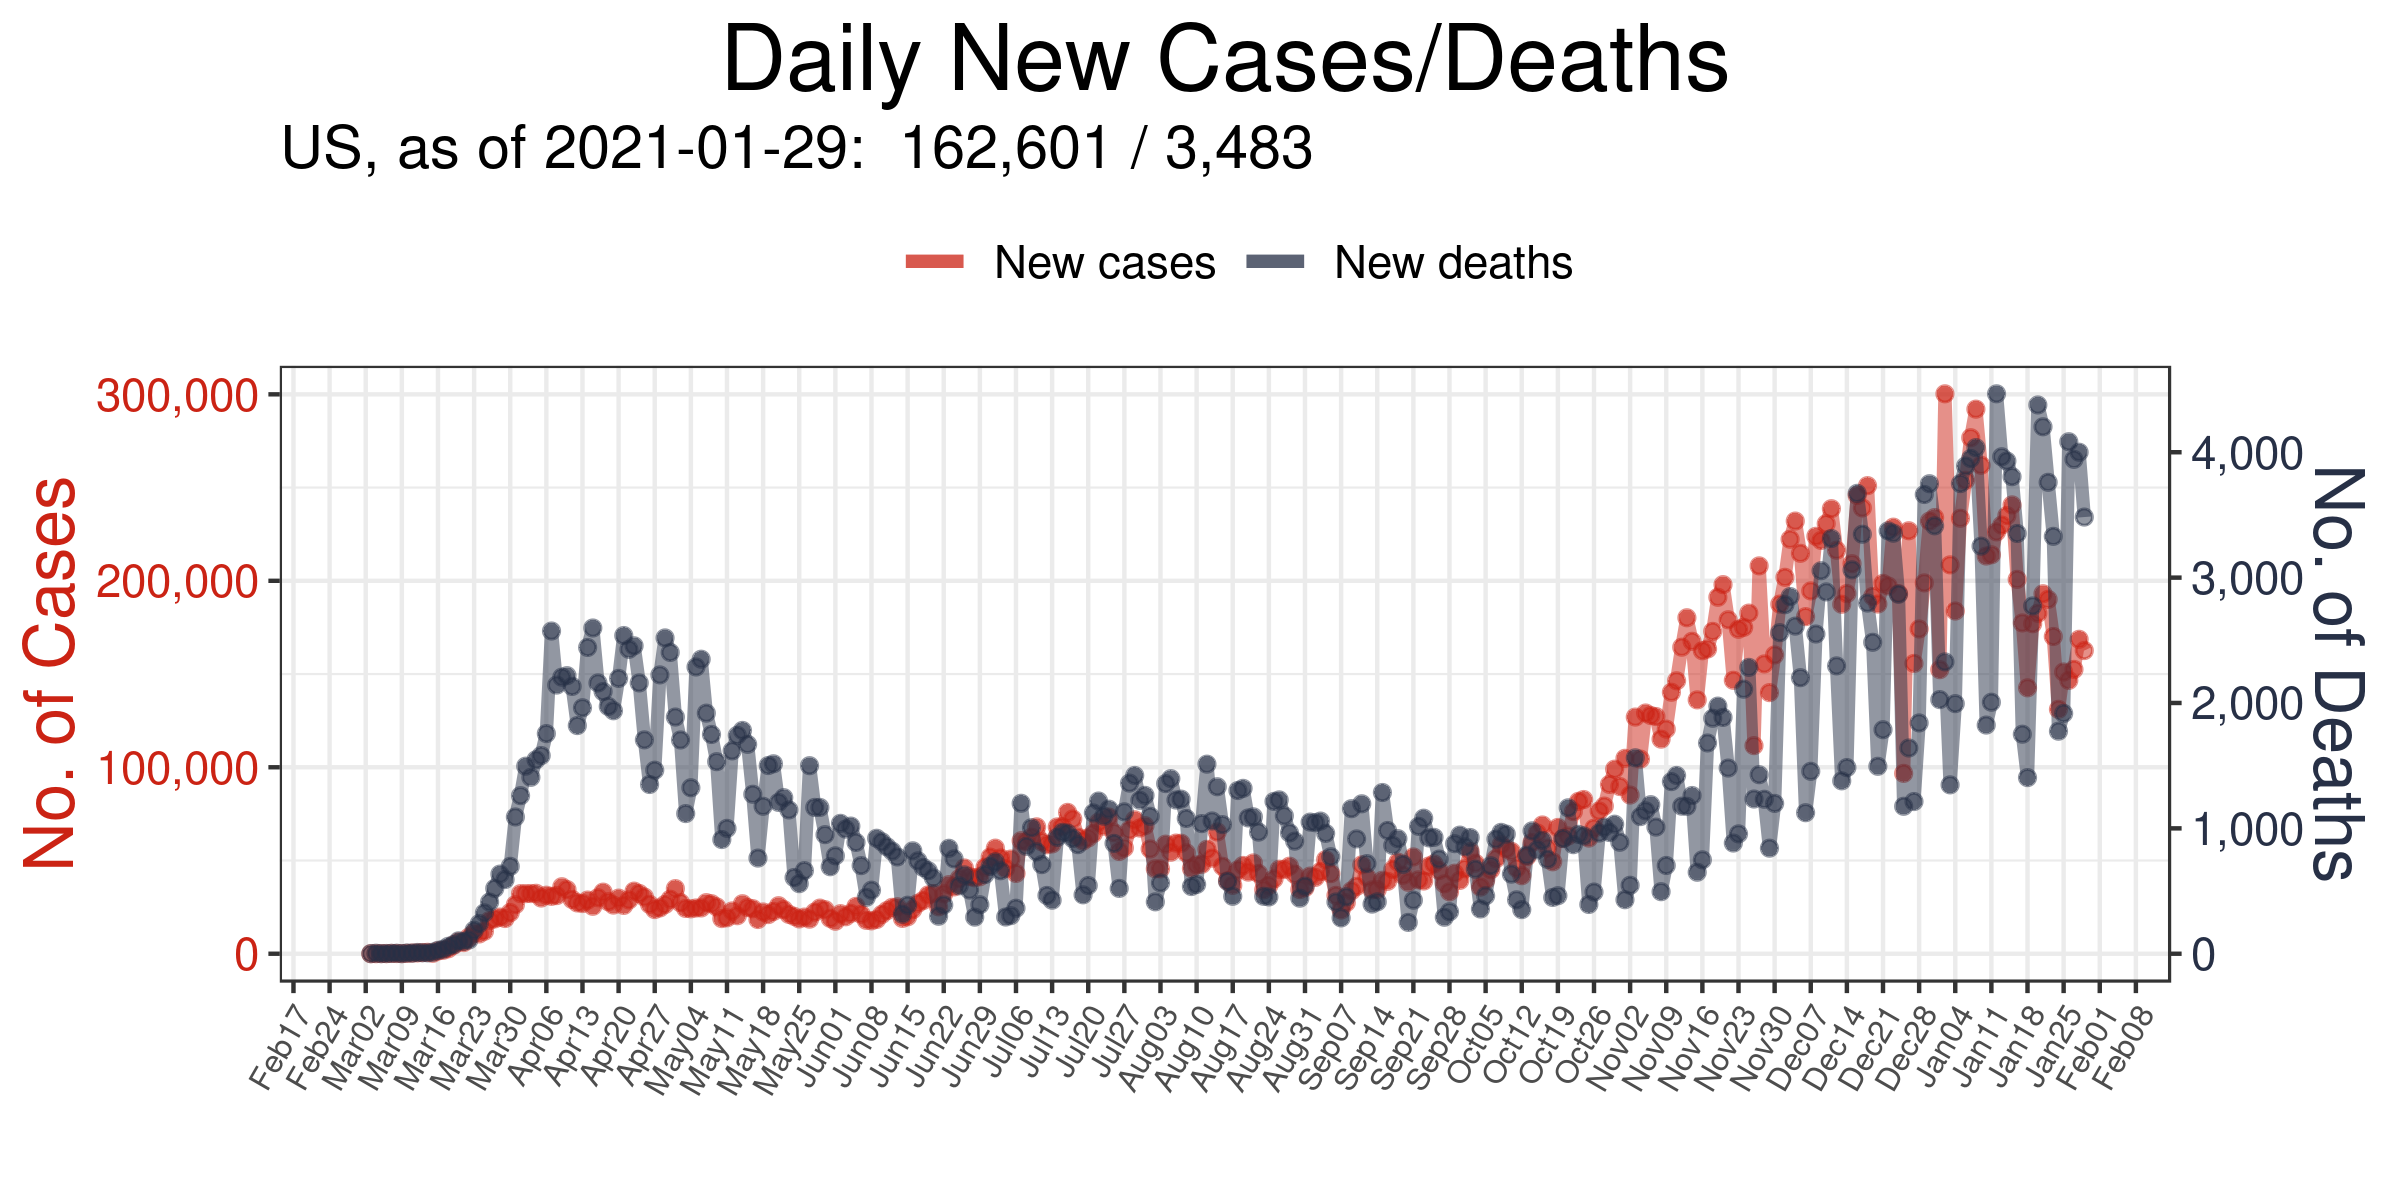 Daily New Cases/Deaths
US, as of 2021-01-29:  162,601 / 3,483
New cases
New deaths
No. of Cases
300,000
200,000
100,000
0
4,000
3,000
2,000
1,000
0
No. of Deaths
Feb17
Feb24
Mar02
Mar09
Mar16
Mar23
Mar30
Apr06
Apr13
Apr20
Apr27
May04
May11
May18
May25
Jun01
Jun08
Jun15
Jun22
Jun29
Jul06
Jul13
Jul20
Jul27
Aug03
Aug10
Aug17
Aug24
Aug31
Sep07
Sep14
Sep21
Sep28
Oct05
Oct12
Oct19
Oct26
Nov02
Nov09
Nov16
Nov23
Nov30
Dec07
Dec14
Dec21
Dec28
Jan04
Jan11
Jan18
Jan25
Feb01
Feb08